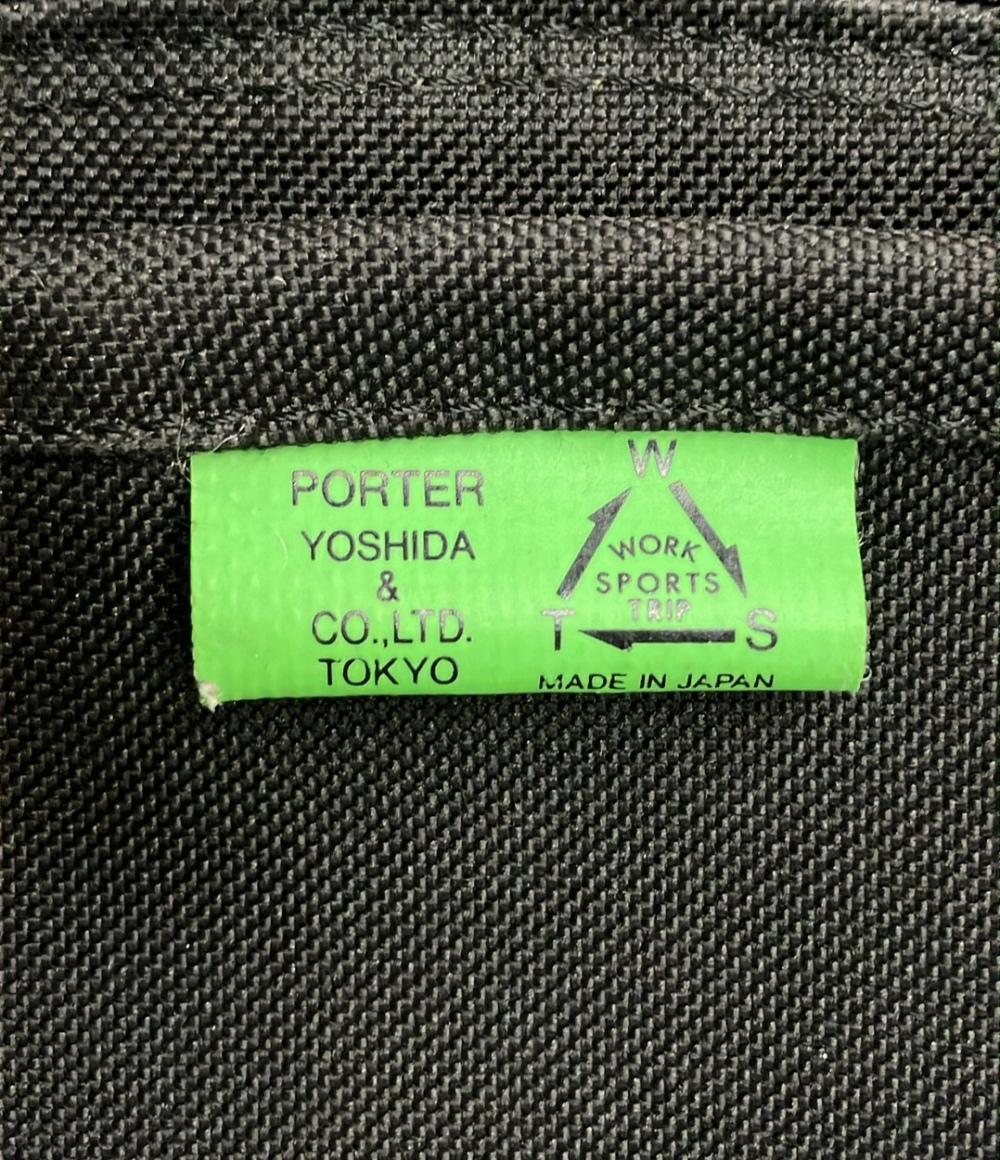 PORTER
YOSHIDA
&
CO.,LTD.
TOKYO
W
WORK
SPORTS
TRIP
T S
MADE IN JAPAN